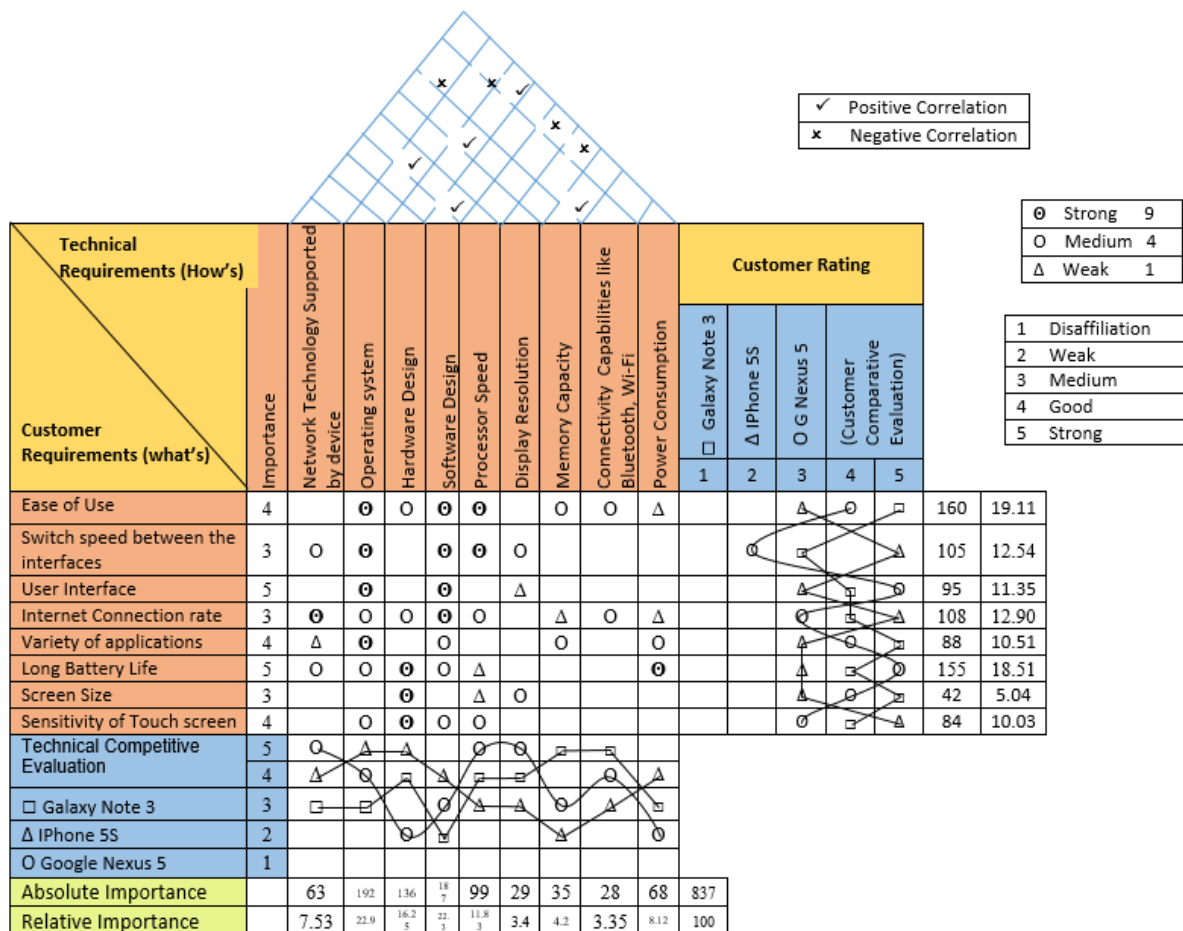 ✓ Positive Correlation
× Negative Correlation
Θ Strong 9
O Medium 4
Δ Weak 1
1 Disaffiliation
2 Weak
3 Medium
4 Good
5 Strong
Technical
Requirements (How's)
Customer
Requirements (what's)
Importance
Network Technology Supported
by device
Operating system
Hardware Design
Software Design
Processor Speed
Display Resolution
Memory Capacity
Connectivity Capabilities like
Bluetooth, Wi-Fi
Power Consumption
Customer Rating
□ Galaxy Note 3
Δ IPhone 5S
O G Nexus 5
(Customer
Comparative
Evaluation)
1 2 3 4 5
Ease of Use 4 Θ O Θ Θ O O Δ Δ O □ 160 19.11
Switch speed between the
interfaces 3 O Θ Θ Θ O O □ Δ 105 12.54
User Interface 5 Θ Θ Δ Δ □ O 95 11.35
Internet Connection rate 3 Θ O O Θ O Δ O Δ O □ Δ 108 12.90
Variety of applications 4 Δ Θ O O O Δ O □ 88 10.51
Long Battery Life 5 O O Θ O Δ Θ Δ □ O 155 18.51
Screen Size 3 Θ Δ O Δ O □ 42 5.04
Sensitivity of Touch screen 4 O Θ O O O □ Δ 84 10.03
Technical Competitive
Evaluation
5 O Δ Δ O O □ □
4 Δ O □ Δ □ □ O Δ
□ Galaxy Note 3 3 □ □ O Δ Δ O Δ □
Δ IPhone 5S 2 O □ Δ O
O Google Nexus 5 1
Absolute Importance 63 192 136 187 99 29 35 28 68 837
Relative Importance 7.53 22.9 16.25 22.3 11.83 3.4 4.2 3.35 8.12 100